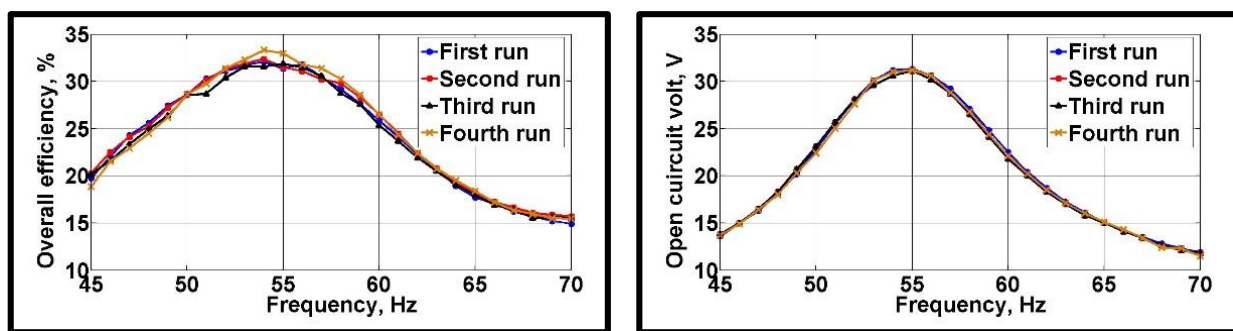 Overall efficiency, %
35
30
25
20
15
10
45
50
55
60
65
70
Frequency, Hz
First run
Second run
Third run
Fourth run
Open cuircuit volt, V
35
30
25
20
15
10
45
50
55
60
65
70
Frequency, Hz
First run
Second run
Third run
Fourth run